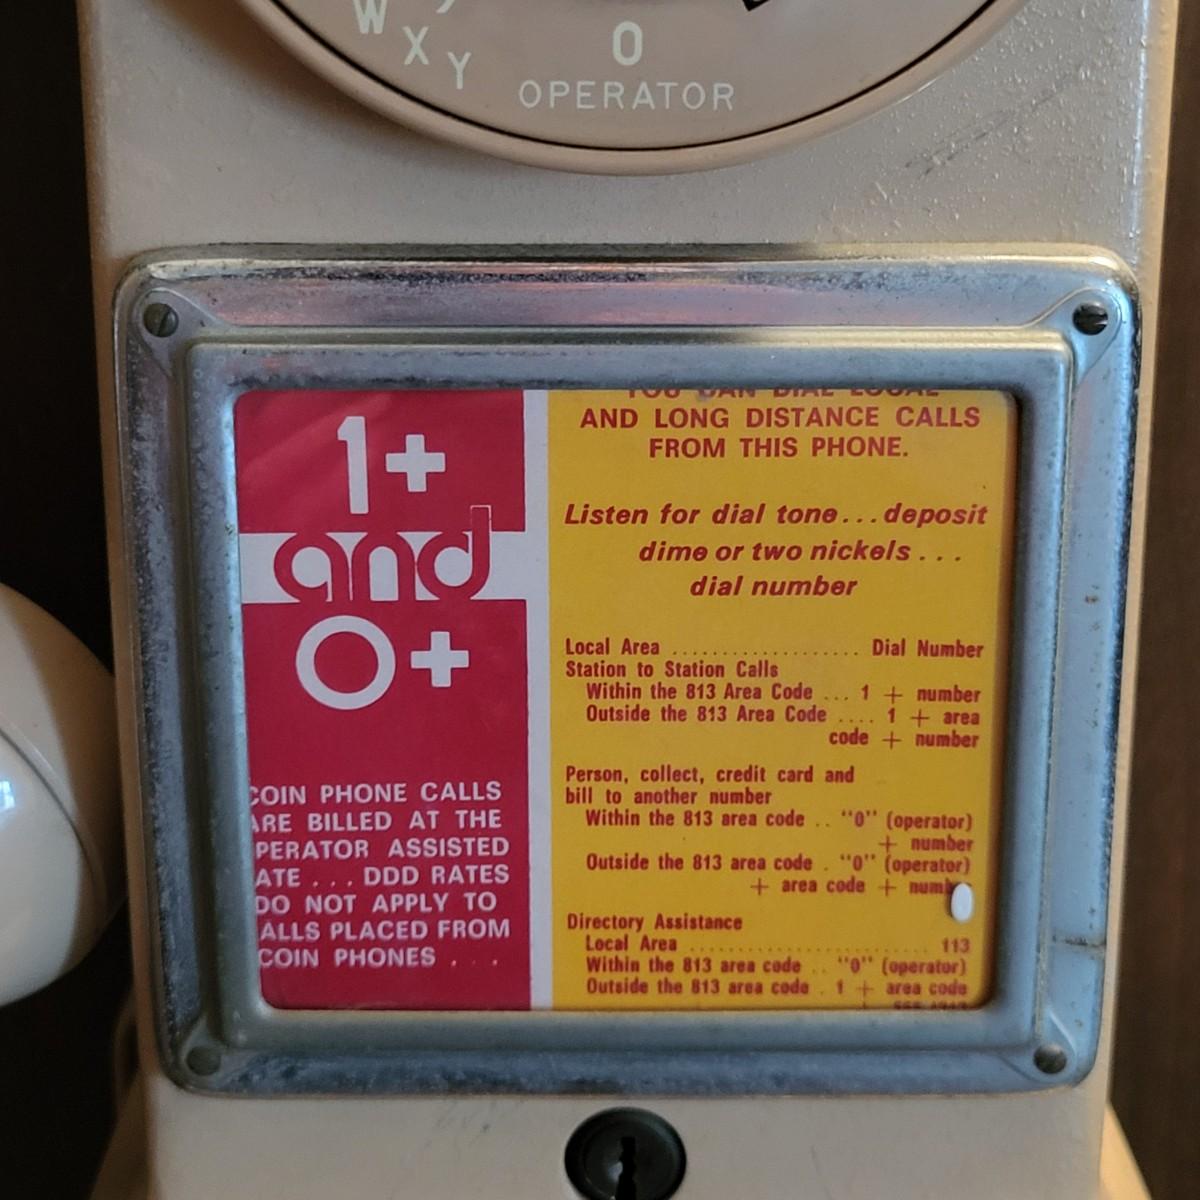 W
X
Y
O
OPERATOR
1+
and
O+
COIN PHONE CALLS
ARE BILLED AT THE
PERATOR ASSISTED
ATE . . . DDD RATES
DO NOT APPLY TO
ALLS PLACED FROM
COIN PHONES . . .
YOU CAN DIAL LOCAL
AND LONG DISTANCE CALLS
FROM THIS PHONE.
Listen for dial tone...deposit
dime or two nickels . . .
dial number
Local Area .................. Dial Number
Station to Station Calls
Within the 813 Area Code ... 1 + number
Outside the 813 Area Code .... 1 + area
code + number
Person, collect, credit card and
bill to another number
Within the 813 area code .. "0" (operator)
+ number
Outside the 813 area code . "0" (operator)
+ area code + numb
Directory Assistance
Local Area .......................... 113
Within the 813 area code .. "0" (operator)
Outside the 813 area code . 1 + area code